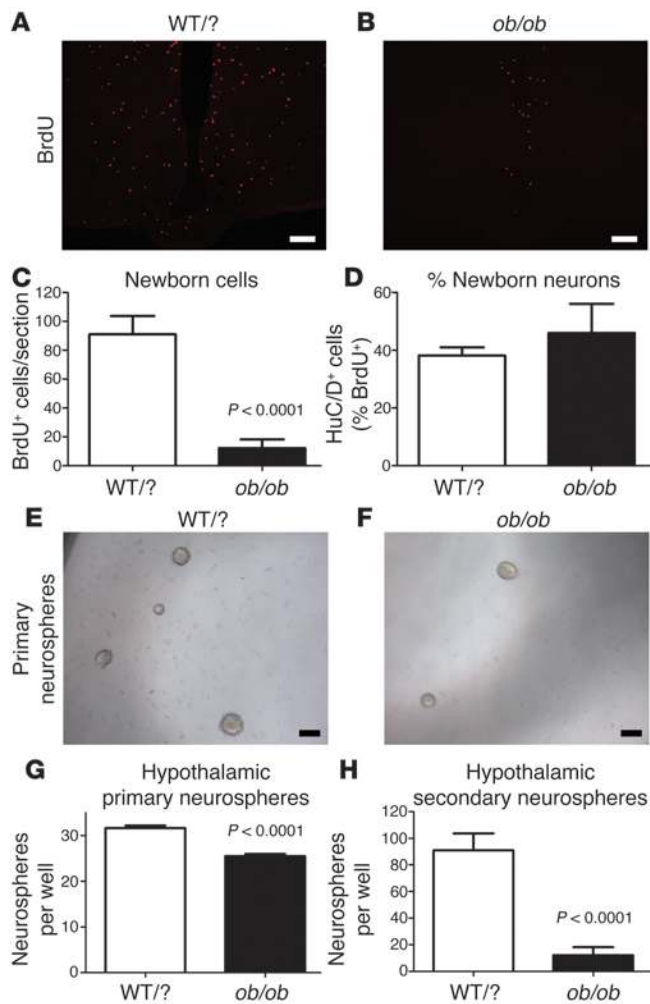 A
WT/?
B
ob/ob
BrdU
C
Newborn cells
BrdU⁺ cells/section
120
100
80
60
40
20
0
P < 0.0001
WT/?
ob/ob
D
% Newborn neurons
HuC/D⁺ cells
(% BrdU⁺)
60
40
20
0
WT/?
ob/ob
E
WT/?
F
ob/ob
Primary
neurospheres
G
Hypothalamic
primary neurospheres
Neurospheres
per well
30
20
10
0
P < 0.0001
WT/?
ob/ob
H
Hypothalamic
secondary neurospheres
Neurospheres
per well
120
100
80
60
40
20
0
P < 0.0001
WT/?
ob/ob